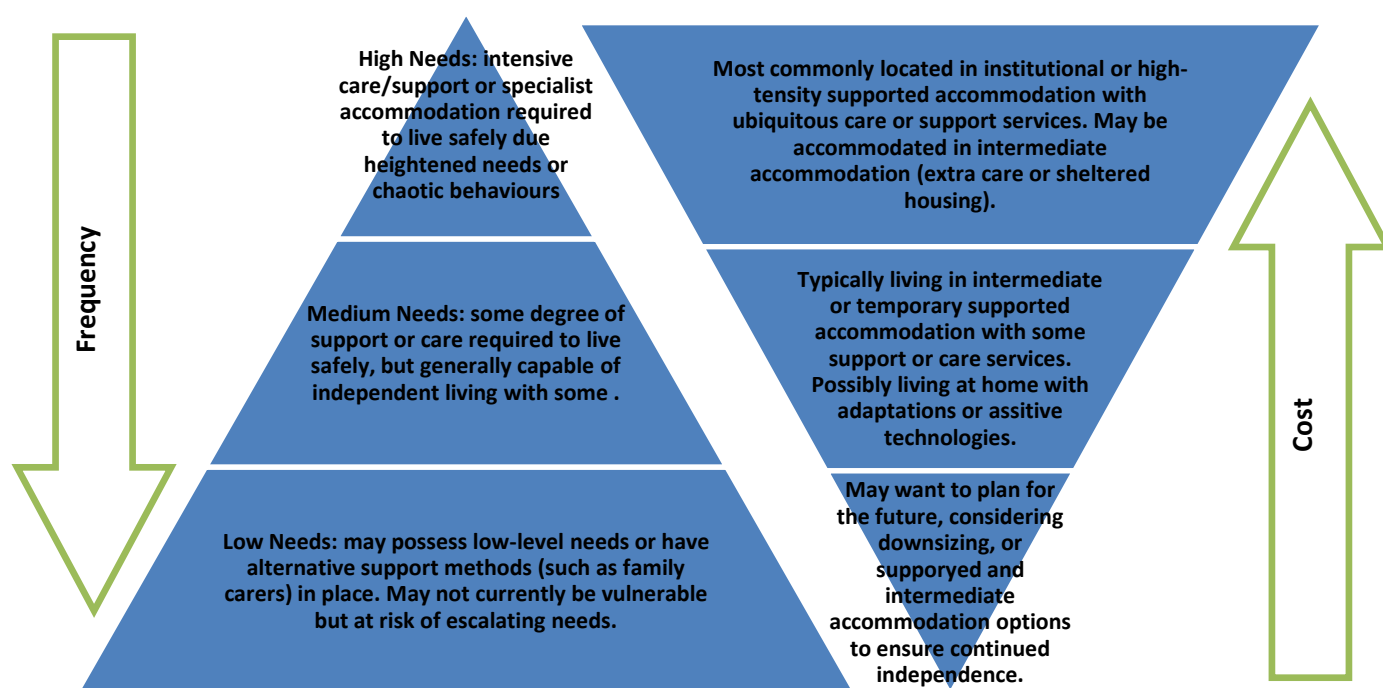 Frequency
High Needs: intensive
care/support or specialist
accommodation required
to live safely due
heightened needs or
chaotic behaviours
Medium Needs: some degree of
support or care required to live
safely, but generally capable of
independent living with some .
Low Needs: may possess low-level needs or have
alternative support methods (such as family
carers) in place. May not currently be vulnerable
but at risk of escalating needs.
Most commonly located in institutional or high-
tensity supported accommodation with
ubiquitous care or support services. May be
accommodated in intermediate
accommodation (extra care or sheltered
housing).
Typically living in intermediate
or temporary supported
accommodation with some
support or care services.
Possibly living at home with
adaptations or assitive
technologies.
May want to plan for
the future, considering
downsizing, or
supporyed and
intermediate
accommodation options
to ensure continued
independence.
Cost